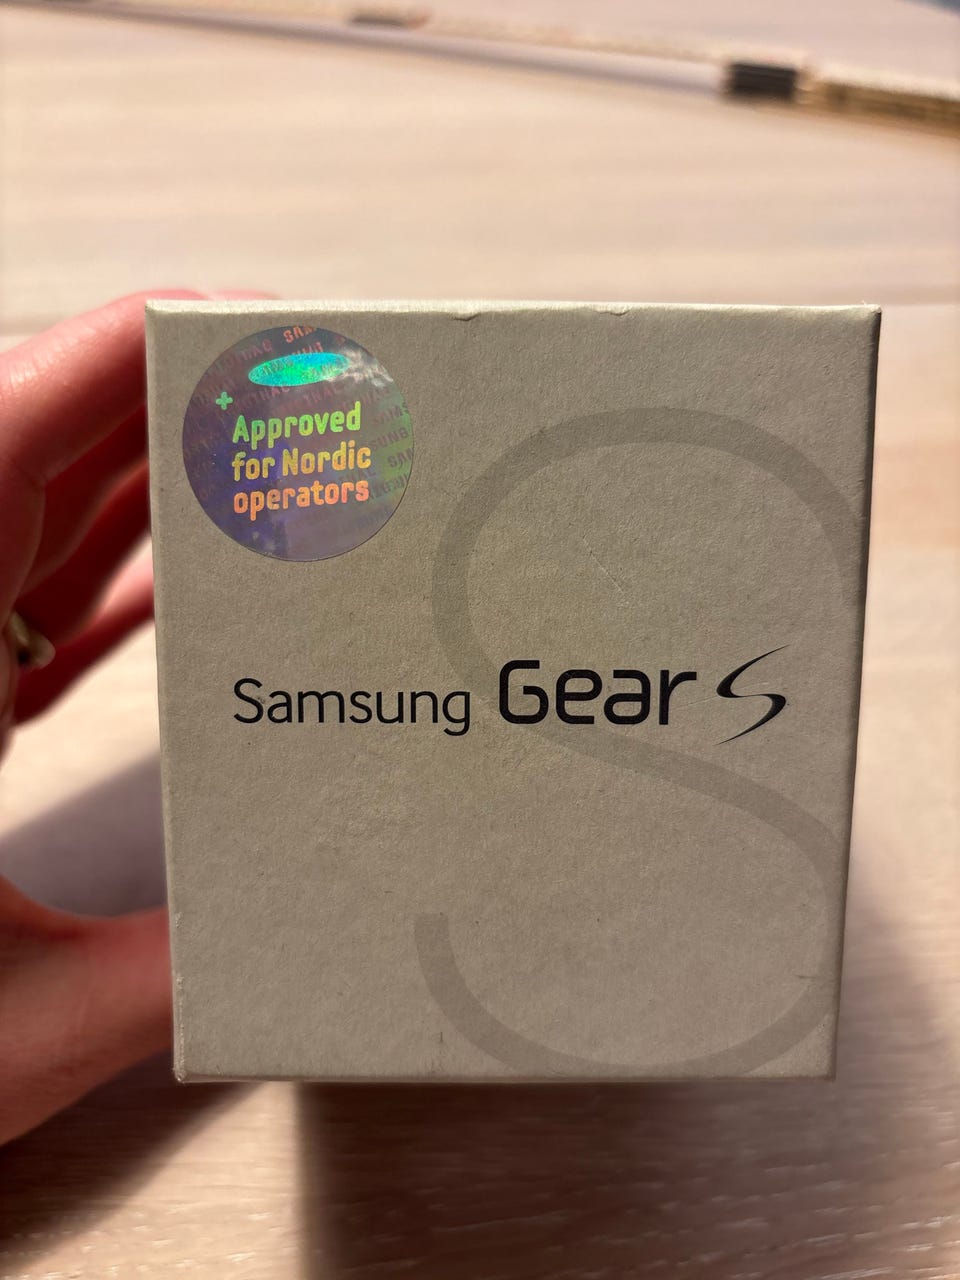 +
Approved
for Nordic
operators
Samsung Gear S